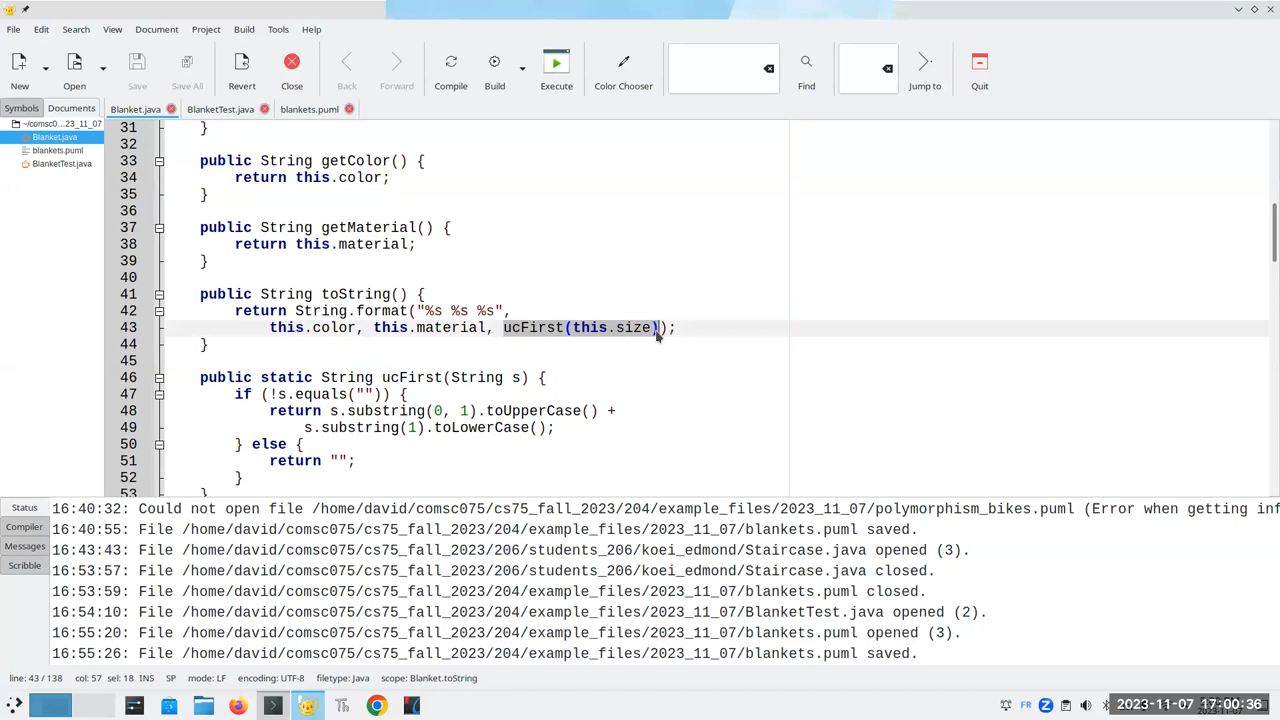 File Edit Search View Document Project Build Tools Help
New Open Save Save All Revert Close Back Forward Compile Build Execute Color Chooser Find Jump to Quit
Symbols Documents Blanket.java BlanketTest.java blankets.puml
~/comsc0...23_11_07
Blanket.java
blankets.puml
BlanketTest.java
31 }
32
33 public String getColor() {
34 return this.color;
35 }
36
37 public String getMaterial() {
38 return this.material;
39 }
40
41 public String toString() {
42 return String.format("%s %s %s",
43 this.color, this.material, ucFirst(this.size));
44 }
45
46 public static String ucFirst(String s) {
47 if (!s.equals("")) {
48 return s.substring(0, 1).toUpperCase() +
49 s.substring(1).toLowerCase();
50 } else {
51 return "";
52 }
53 }
Status
Compiler
Messages
Scribble
16:40:32: Could not open file /home/david/comsc075/cs75_fall_2023/204/example_files/2023_11_07/polymorphism_bikes.puml (Error when getting inf
16:40:55: File /home/david/comsc075/cs75_fall_2023/204/example_files/2023_11_07/blankets.puml saved.
16:43:43: File /home/david/comsc075/cs75_fall_2023/206/students_206/koei_edmond/Staircase.java opened (3).
16:53:57: File /home/david/comsc075/cs75_fall_2023/206/students_206/koei_edmond/Staircase.java closed.
16:53:59: File /home/david/comsc075/cs75_fall_2023/204/example_files/2023_11_07/blankets.puml closed.
16:54:10: File /home/david/comsc075/cs75_fall_2023/204/example_files/2023_11_07/BlanketTest.java opened (2).
16:55:20: File /home/david/comsc075/cs75_fall_2023/204/example_files/2023_11_07/blankets.puml opened (3).
16:55:26: File /home/david/comsc075/cs75_fall_2023/204/example_files/2023_11_07/blankets.puml saved.
line: 43 / 138 col: 57 sel: 18 INS SP mode: LF encoding: UTF-8 filetype: Java scope: Blanket.toString
FR 2023-11-07 17:00:36